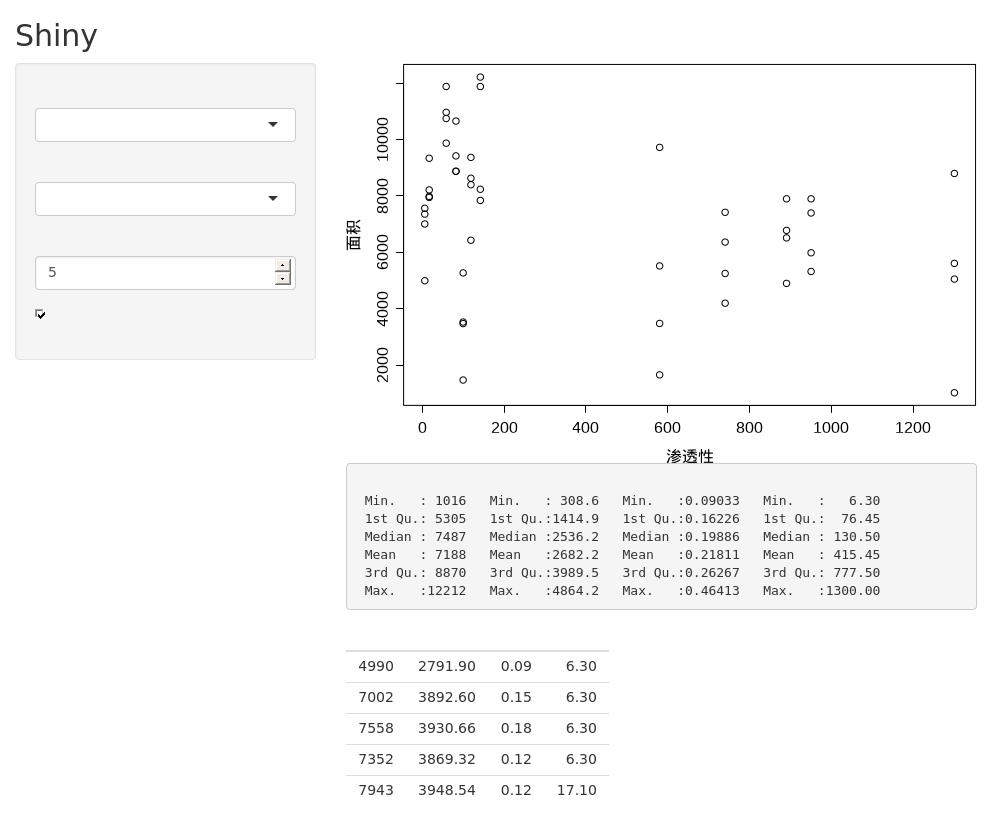 Shiny
5
面积
2000 4000 6000 8000 10000
0 200 400 600 800 1000 1200
渗透性
Min.   : 1016   Min.   : 308.6   Min.   :0.09033   Min.   :   6.30
1st Qu.: 5305   1st Qu.:1414.9   1st Qu.:0.16226   1st Qu.:  76.45
Median : 7487   Median :2536.2   Median :0.19886   Median : 130.50
Mean   : 7188   Mean   :2682.2   Mean   :0.21811   Mean   : 415.45
3rd Qu.: 8870   3rd Qu.:3989.5   3rd Qu.:0.26267   3rd Qu.: 777.50
Max.   :12212   Max.   :4864.2   Max.   :0.46413   Max.   :1300.00
4990 2791.90 0.09 6.30
7002 3892.60 0.15 6.30
7558 3930.66 0.18 6.30
7352 3869.32 0.12 6.30
7943 3948.54 0.12 17.10